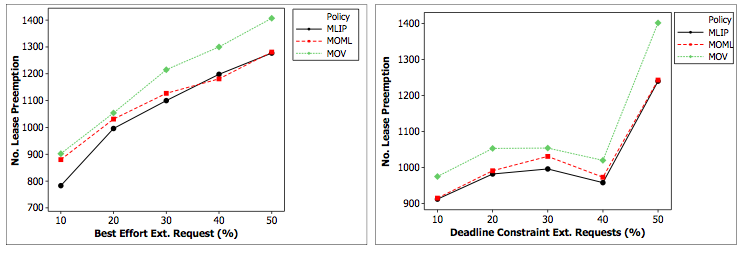 No. Lease Preemption
1400
1300
1200
1100
1000
900
800
700
10 20 30 40 50
Best Effort Ext. Request (%)
Policy
MLIP
MOML
MOV
No. Lease Preemption
1400
1300
1200
1100
1000
900
10 20 30 40 50
Deadline Constraint Ext. Requests (%)
Policy
MLIP
MOML
MOV